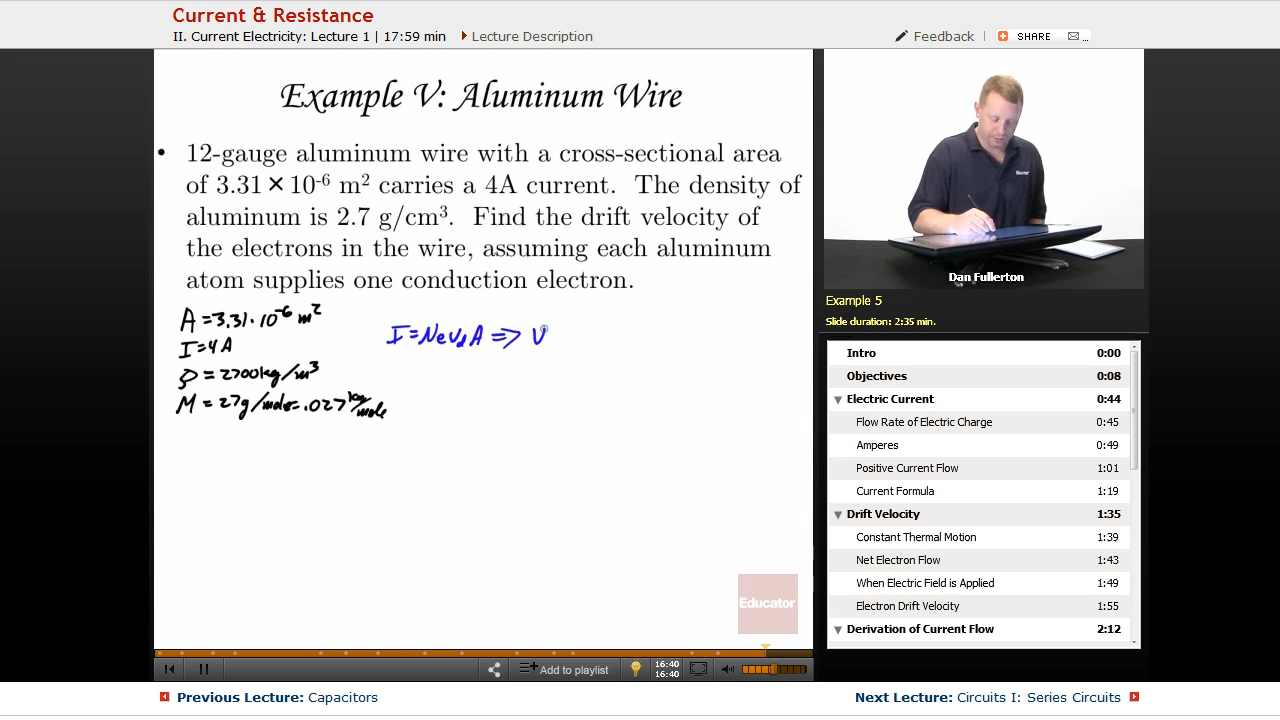 Current & Resistance
II. Current Electricity: Lecture 1 | 17:59 min
Lecture Description
Feedback
SHARE
Example V: Aluminum Wire
• 12-gauge aluminum wire with a cross-sectional area
of 3.31 × 10⁻⁶ m² carries a 4A current. The density of
aluminum is 2.7 g/cm³. Find the drift velocity of
the electrons in the wire, assuming each aluminum
atom supplies one conduction electron.
A = 3.31 · 10⁻⁶ m²
I = 4 A
ρ = 2700 kg/m³
M = 27 g/mole = .027 kg/mole
I = N e v_d A => v
Educator
Dan Fullerton
Example 5
Slide duration: 2:35 min.
Intro 0:00
Objectives 0:08
Electric Current 0:44
Flow Rate of Electric Charge 0:45
Amperes 0:49
Positive Current Flow 1:01
Current Formula 1:19
Drift Velocity 1:35
Constant Thermal Motion 1:39
Net Electron Flow 1:43
When Electric Field is Applied 1:49
Electron Drift Velocity 1:55
Derivation of Current Flow 2:12
Add to playlist
16:40
16:40
Previous Lecture: Capacitors
Next Lecture: Circuits I: Series Circuits